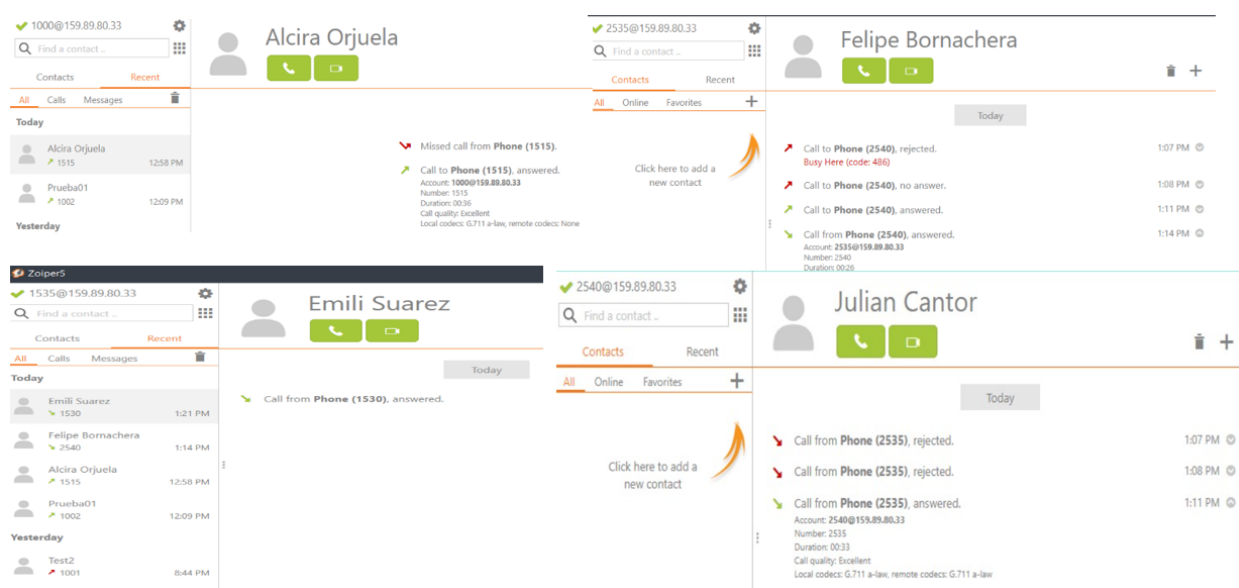 1000@159.89.80.33
Find a contact ..
Contacts Recent
All Calls Messages
Today
Alcira Orjuela
1515 12:58 PM
Prueba01
1002 12:09 PM
Yesterday
Alcira Orjuela
Missed call from Phone (1515).
Call to Phone (1515), answered.
Account: 1000@159.89.80.33
Number: 1515
Duration: 00:36
Call quality: Excellent
Local codecs: G.711 a-law, remote codecs: None
2535@159.89.80.33
Find a contact ..
Contacts Recent
All Online Favorites
Click here to add a
new contact
Felipe Bornachera
Today
Call to Phone (2540), rejected. 1:07 PM
Busy Here (code: 486)
Call to Phone (2540), no answer. 1:08 PM
Call to Phone (2540), answered. 1:11 PM
Call from Phone (2540), answered. 1:14 PM
Account: 2535@159.89.80.33
Number: 2540
Duration: 00:26
Zoiper5
1535@159.89.80.33
Find a contact ..
Contacts Recent
All Calls Messages
Today
Emili Suarez
1530 1:21 PM
Felipe Bornachera
2540 1:14 PM
Alcira Orjuela
1515 12:58 PM
Prueba01
1002 12:09 PM
Yesterday
Test2
1001 8:44 PM
Emili Suarez
Today
Call from Phone (1530), answered.
2540@159.89.80.33
Find a contact ..
Contacts Recent
All Online Favorites
Click here to add a
new contact
Julian Cantor
Today
Call from Phone (2535), rejected. 1:07 PM
Call from Phone (2535), rejected. 1:08 PM
Call from Phone (2535), answered. 1:11 PM
Account: 2540@159.89.80.33
Number: 2535
Duration: 00:33
Call quality: Excellent
Local codecs: G.711 a-law, remote codecs: G.711 a-law